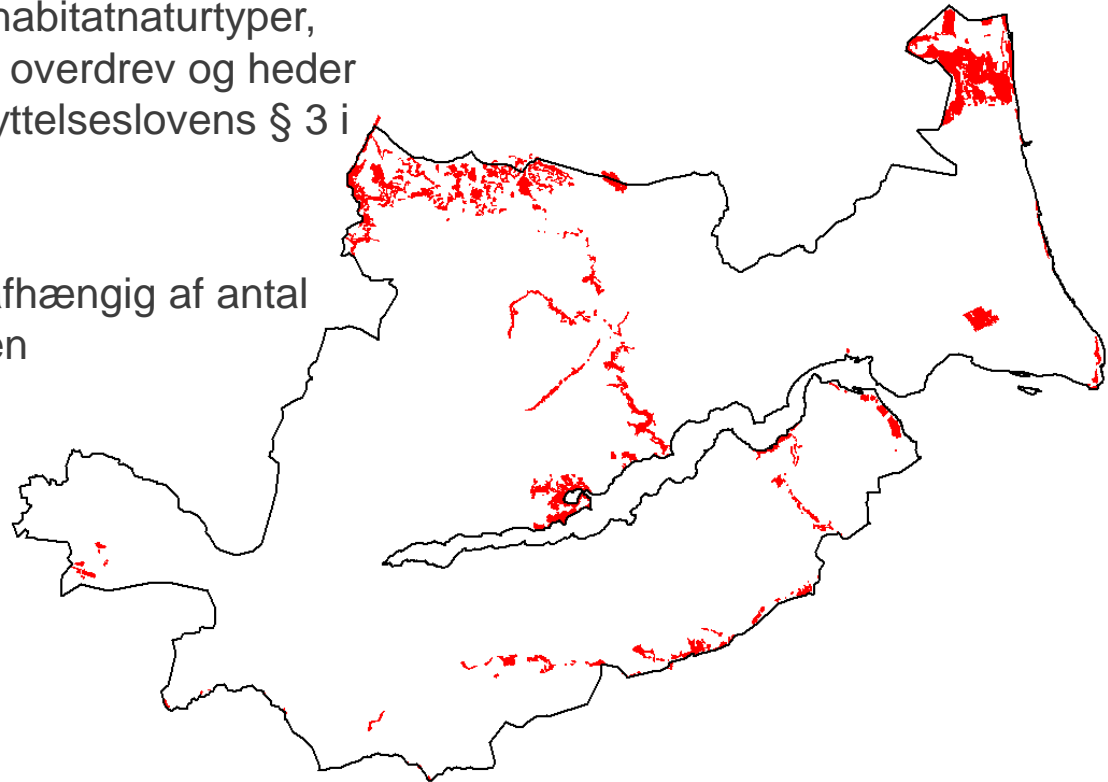 habitatnaturtyper,
overdrev og heder
yttelseslovens § 3 i
fhængig af antal
en